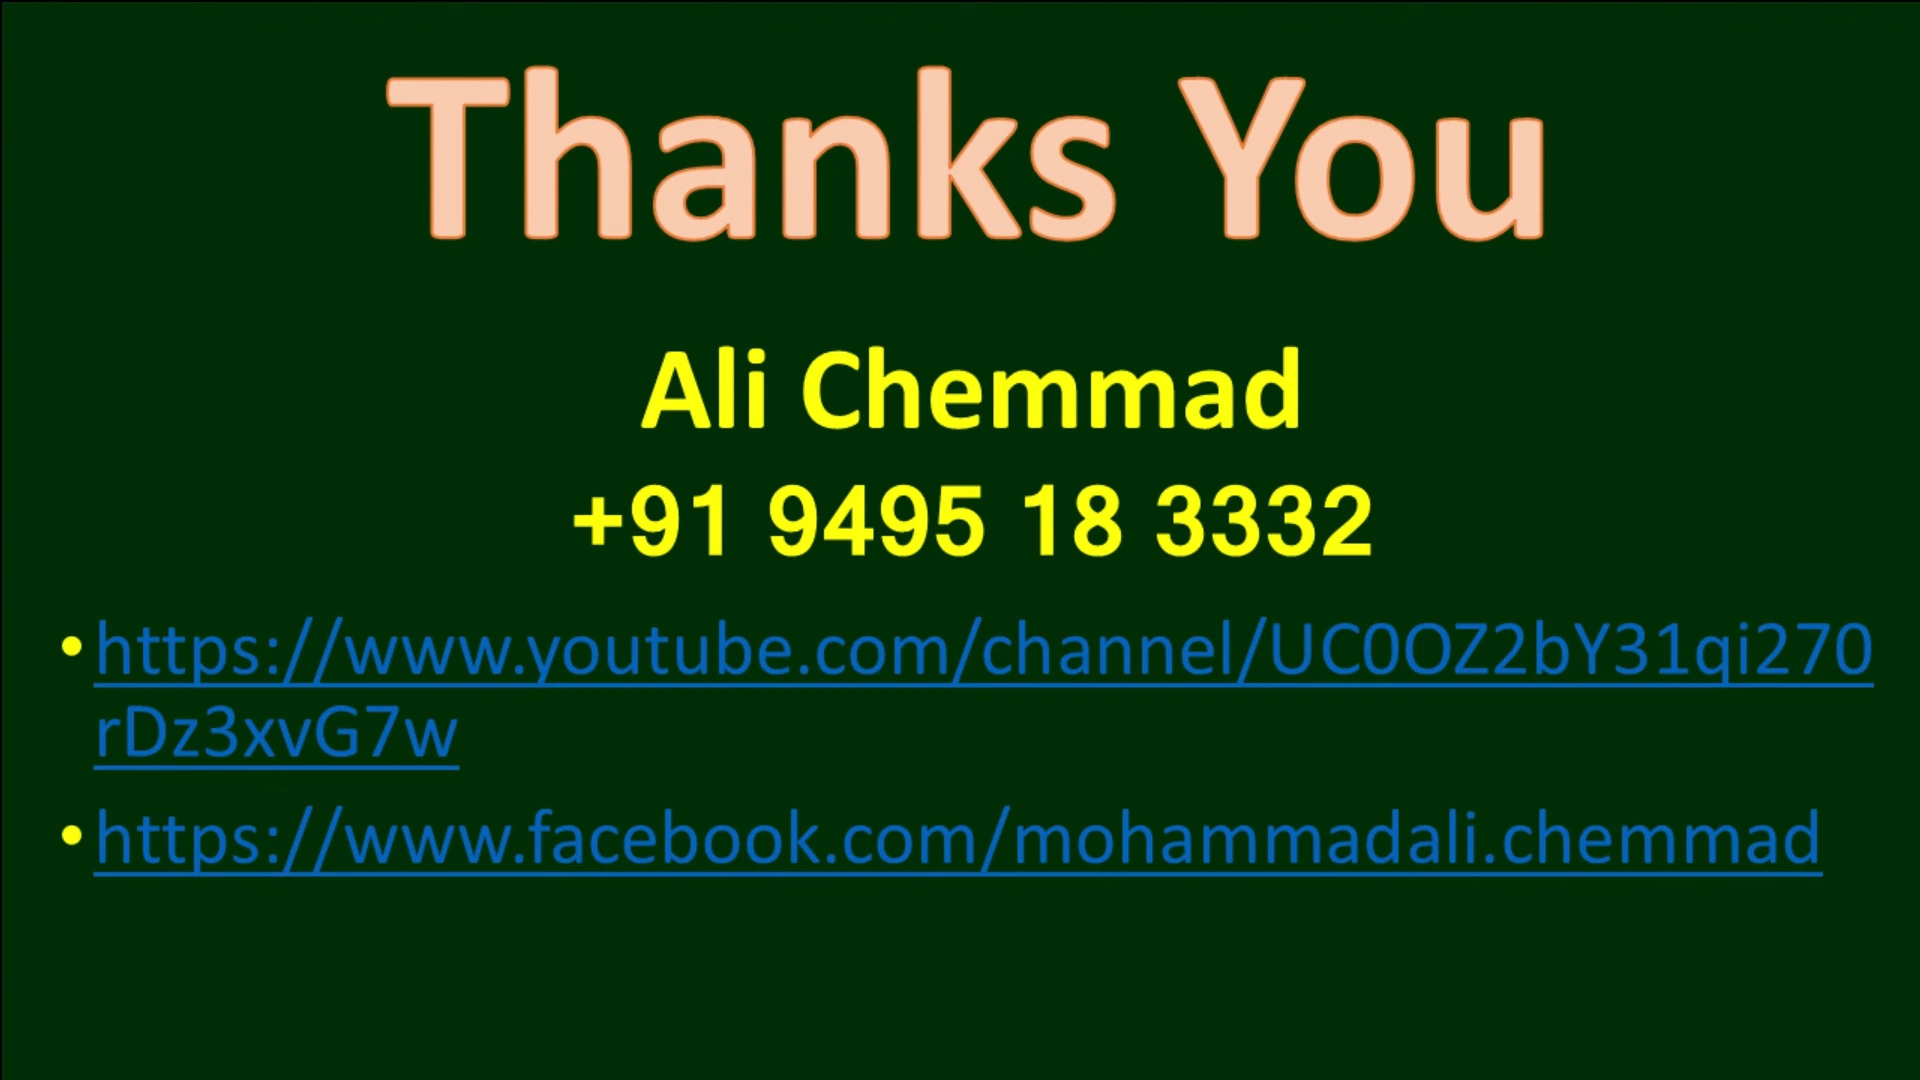 Thanks You
Ali Chemmad
+91 9495 18 3332
• https://www.youtube.com/channel/UC0OZ2bY31qi270
rDz3xvG7w
• https://www.facebook.com/mohammadali.chemmad